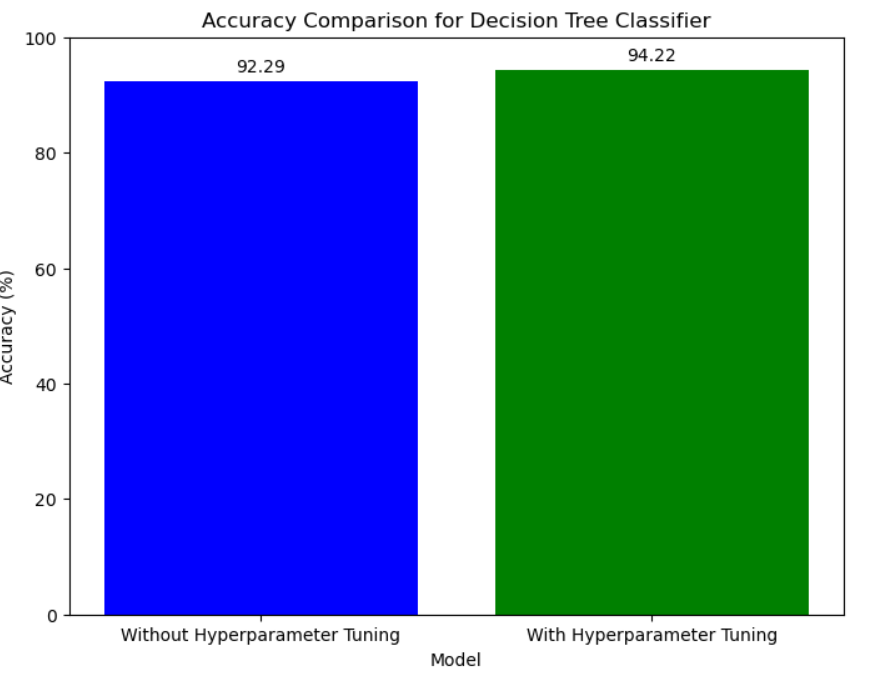 Accuracy Comparison for Decision Tree Classifier
100
92.29
94.22
80
60
Accuracy (%)
40
20
0
Without Hyperparameter Tuning
With Hyperparameter Tuning
Model